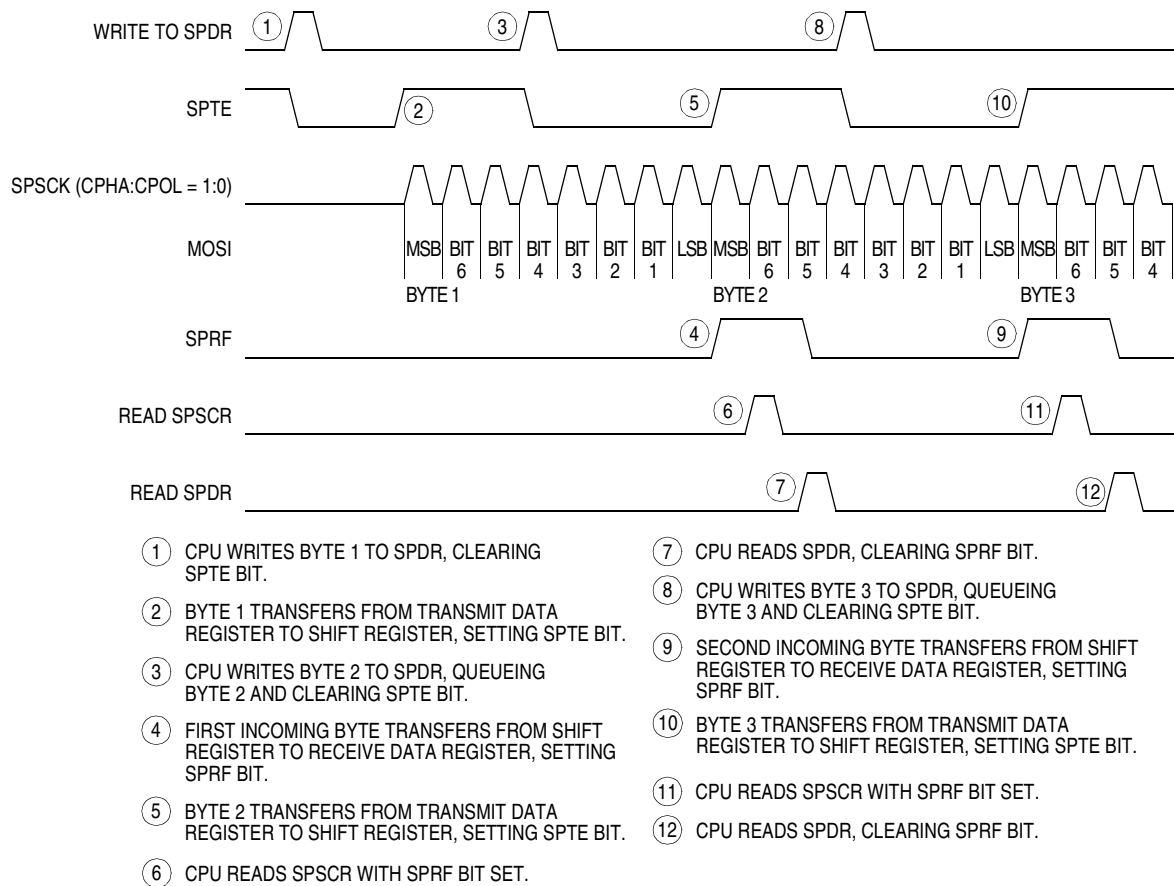 WRITE TO SPDR
1
3
8
SPTE
2
5
10
SPSCK (CPHA:CPOL = 1:0)
MOSI
MSB BIT BIT BIT BIT BIT BIT LSB MSB BIT BIT BIT BIT BIT BIT LSB MSB BIT BIT BIT
6 5 4 3 2 1 6 5 4 3 2 1 6 5 4
BYTE 1
BYTE 2
BYTE 3
SPRF
4
9
READ SPSCR
6
11
READ SPDR
7
12
1 CPU WRITES BYTE 1 TO SPDR, CLEARING
SPTE BIT.
2 BYTE 1 TRANSFERS FROM TRANSMIT DATA
REGISTER TO SHIFT REGISTER, SETTING SPTE BIT.
3 CPU WRITES BYTE 2 TO SPDR, QUEUEING
BYTE 2 AND CLEARING SPTE BIT.
4 FIRST INCOMING BYTE TRANSFERS FROM SHIFT
REGISTER TO RECEIVE DATA REGISTER, SETTING
SPRF BIT.
5 BYTE 2 TRANSFERS FROM TRANSMIT DATA
REGISTER TO SHIFT REGISTER, SETTING SPTE BIT.
6 CPU READS SPSCR WITH SPRF BIT SET.
7 CPU READS SPDR, CLEARING SPRF BIT.
8 CPU WRITES BYTE 3 TO SPDR, QUEUEING
BYTE 3 AND CLEARING SPTE BIT.
9 SECOND INCOMING BYTE TRANSFERS FROM SHIFT
REGISTER TO RECEIVE DATA REGISTER, SETTING
SPRF BIT.
10 BYTE 3 TRANSFERS FROM TRANSMIT DATA
REGISTER TO SHIFT REGISTER, SETTING SPTE BIT.
11 CPU READS SPSCR WITH SPRF BIT SET.
12 CPU READS SPDR, CLEARING SPRF BIT.